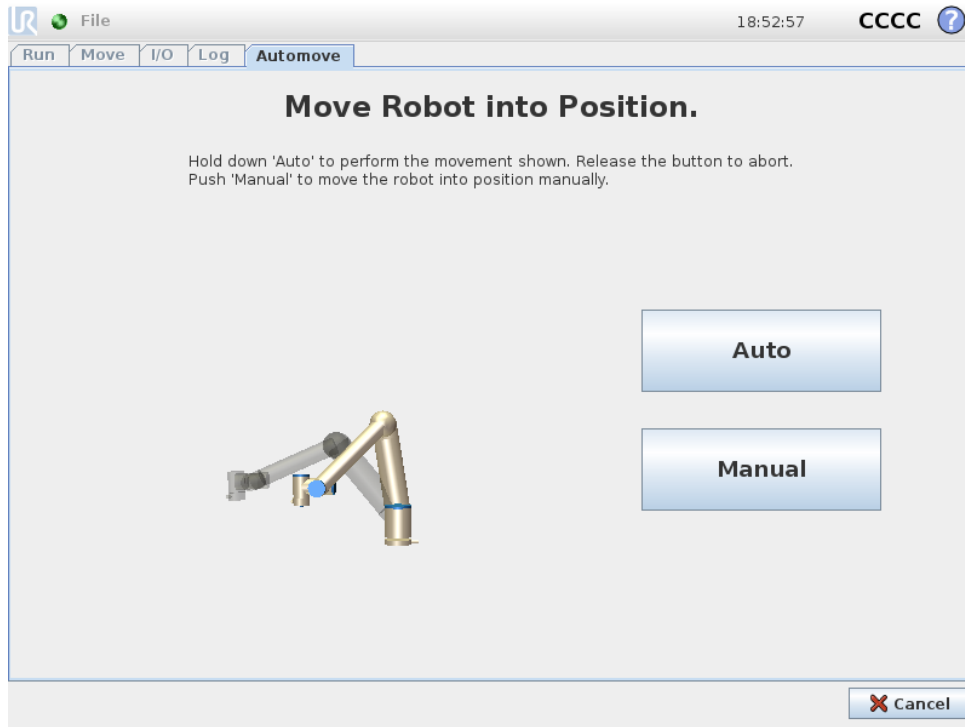 UR File 18:52:57 CCCC ?
Run Move I/O Log Automove
Move Robot into Position.
Hold down 'Auto' to perform the movement shown. Release the button to abort.
Push 'Manual' to move the robot into position manually.
Auto
Manual
Cancel